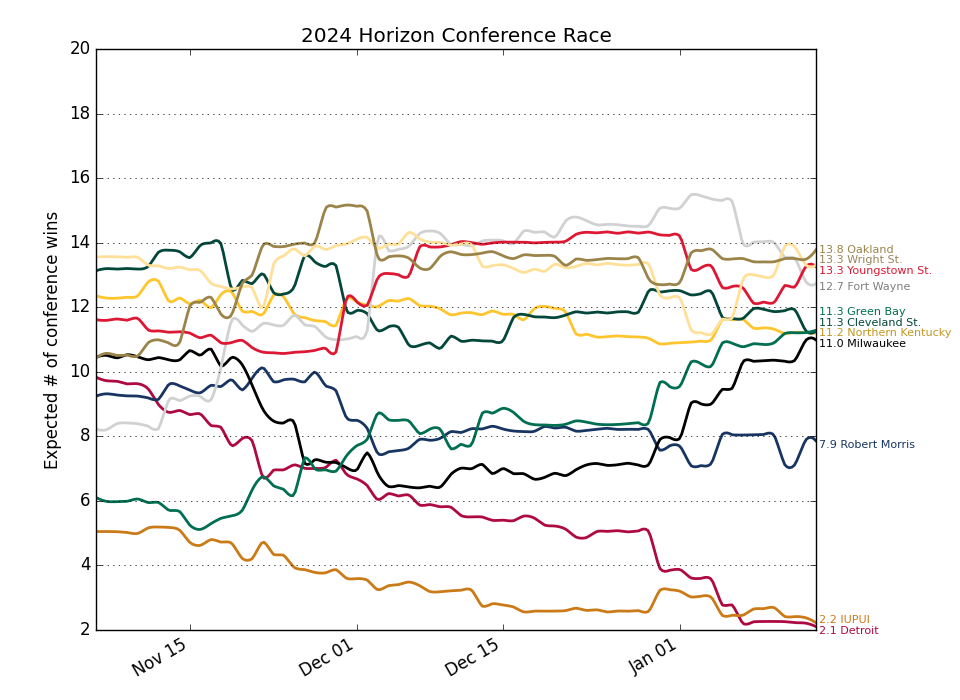 2024 Horizon Conference Race
Expected # of conference wins
20
18
16
14
12
10
8
6
4
2
Nov 15
Dec 01
Dec 15
Jan 01
13.8 Oakland
13.3 Wright St.
13.3 Youngstown St.
12.7 Fort Wayne
11.3 Green Bay
11.3 Cleveland St.
11.2 Northern Kentucky
11.0 Milwaukee
7.9 Robert Morris
2.2 IUPUI
2.1 Detroit